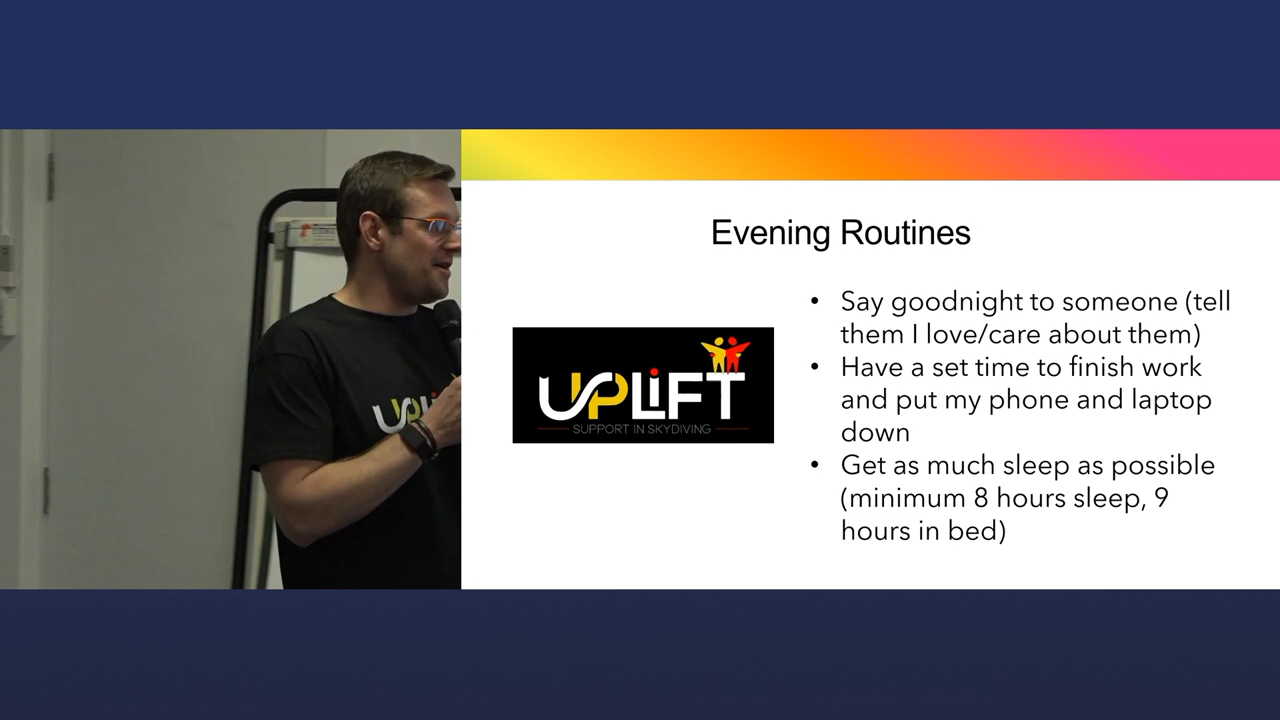 Evening Routines
• Say goodnight to someone (tell
them I love/care about them)
• Have a set time to finish work
and put my phone and laptop
down
• Get as much sleep as possible
(minimum 8 hours sleep, 9
hours in bed)
UPLiFT
SUPPORT IN SKYDIVING
UPLi